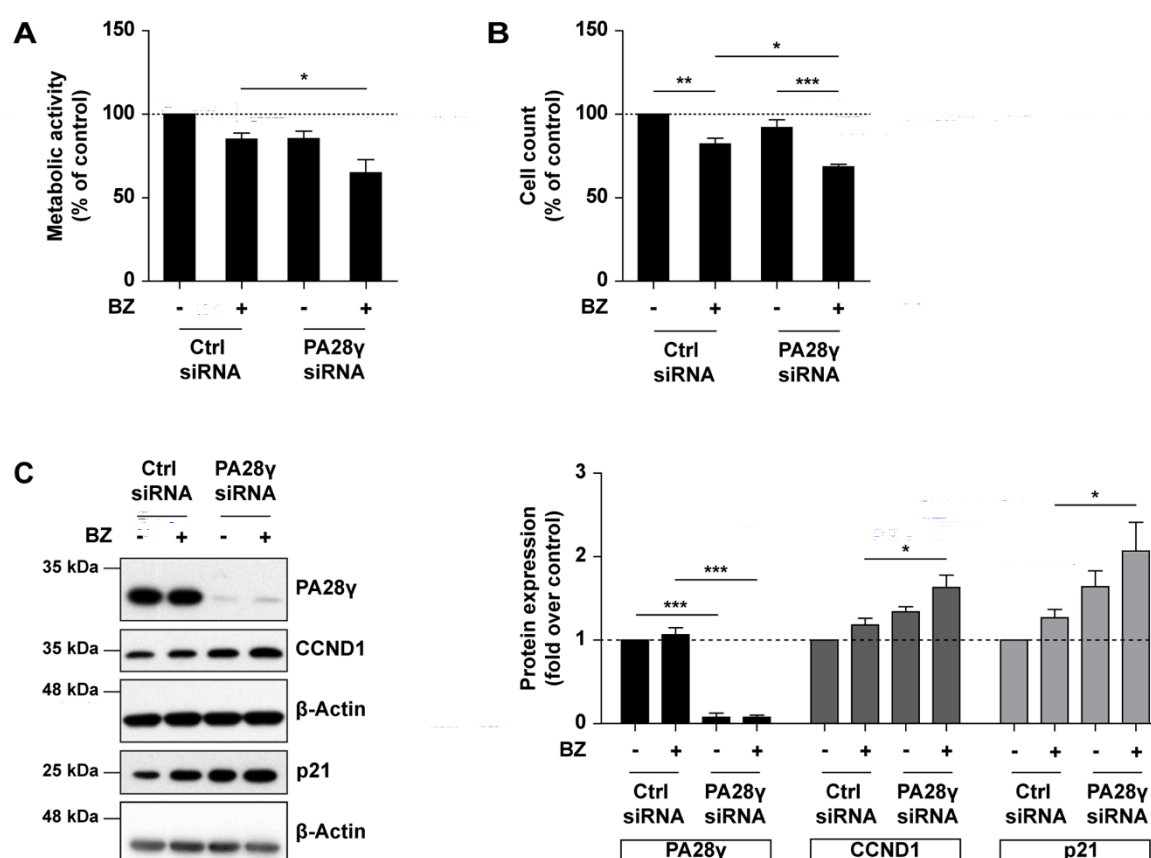 A
150
100
50
0
Metabolic activity
(% of control)
*
BZ - + - +
Ctrl
siRNA
PA28γ
siRNA
B
150
100
50
0
Cell count
(% of control)
*
** ***
BZ - + - +
Ctrl
siRNA
PA28γ
siRNA
C
Ctrl
siRNA
PA28γ
siRNA
BZ - + - +
35 kDa
PA28γ
35 kDa
CCND1
48 kDa
β-Actin
25 kDa
p21
48 kDa
β-Actin
3
2
1
0
Protein expression
(fold over control)
***
***
*
*
BZ - + - + - + - + - + - +
Ctrl
siRNA
PA28γ
siRNA
Ctrl
siRNA
PA28γ
siRNA
Ctrl
siRNA
PA28γ
siRNA
PA28γ
CCND1
p21